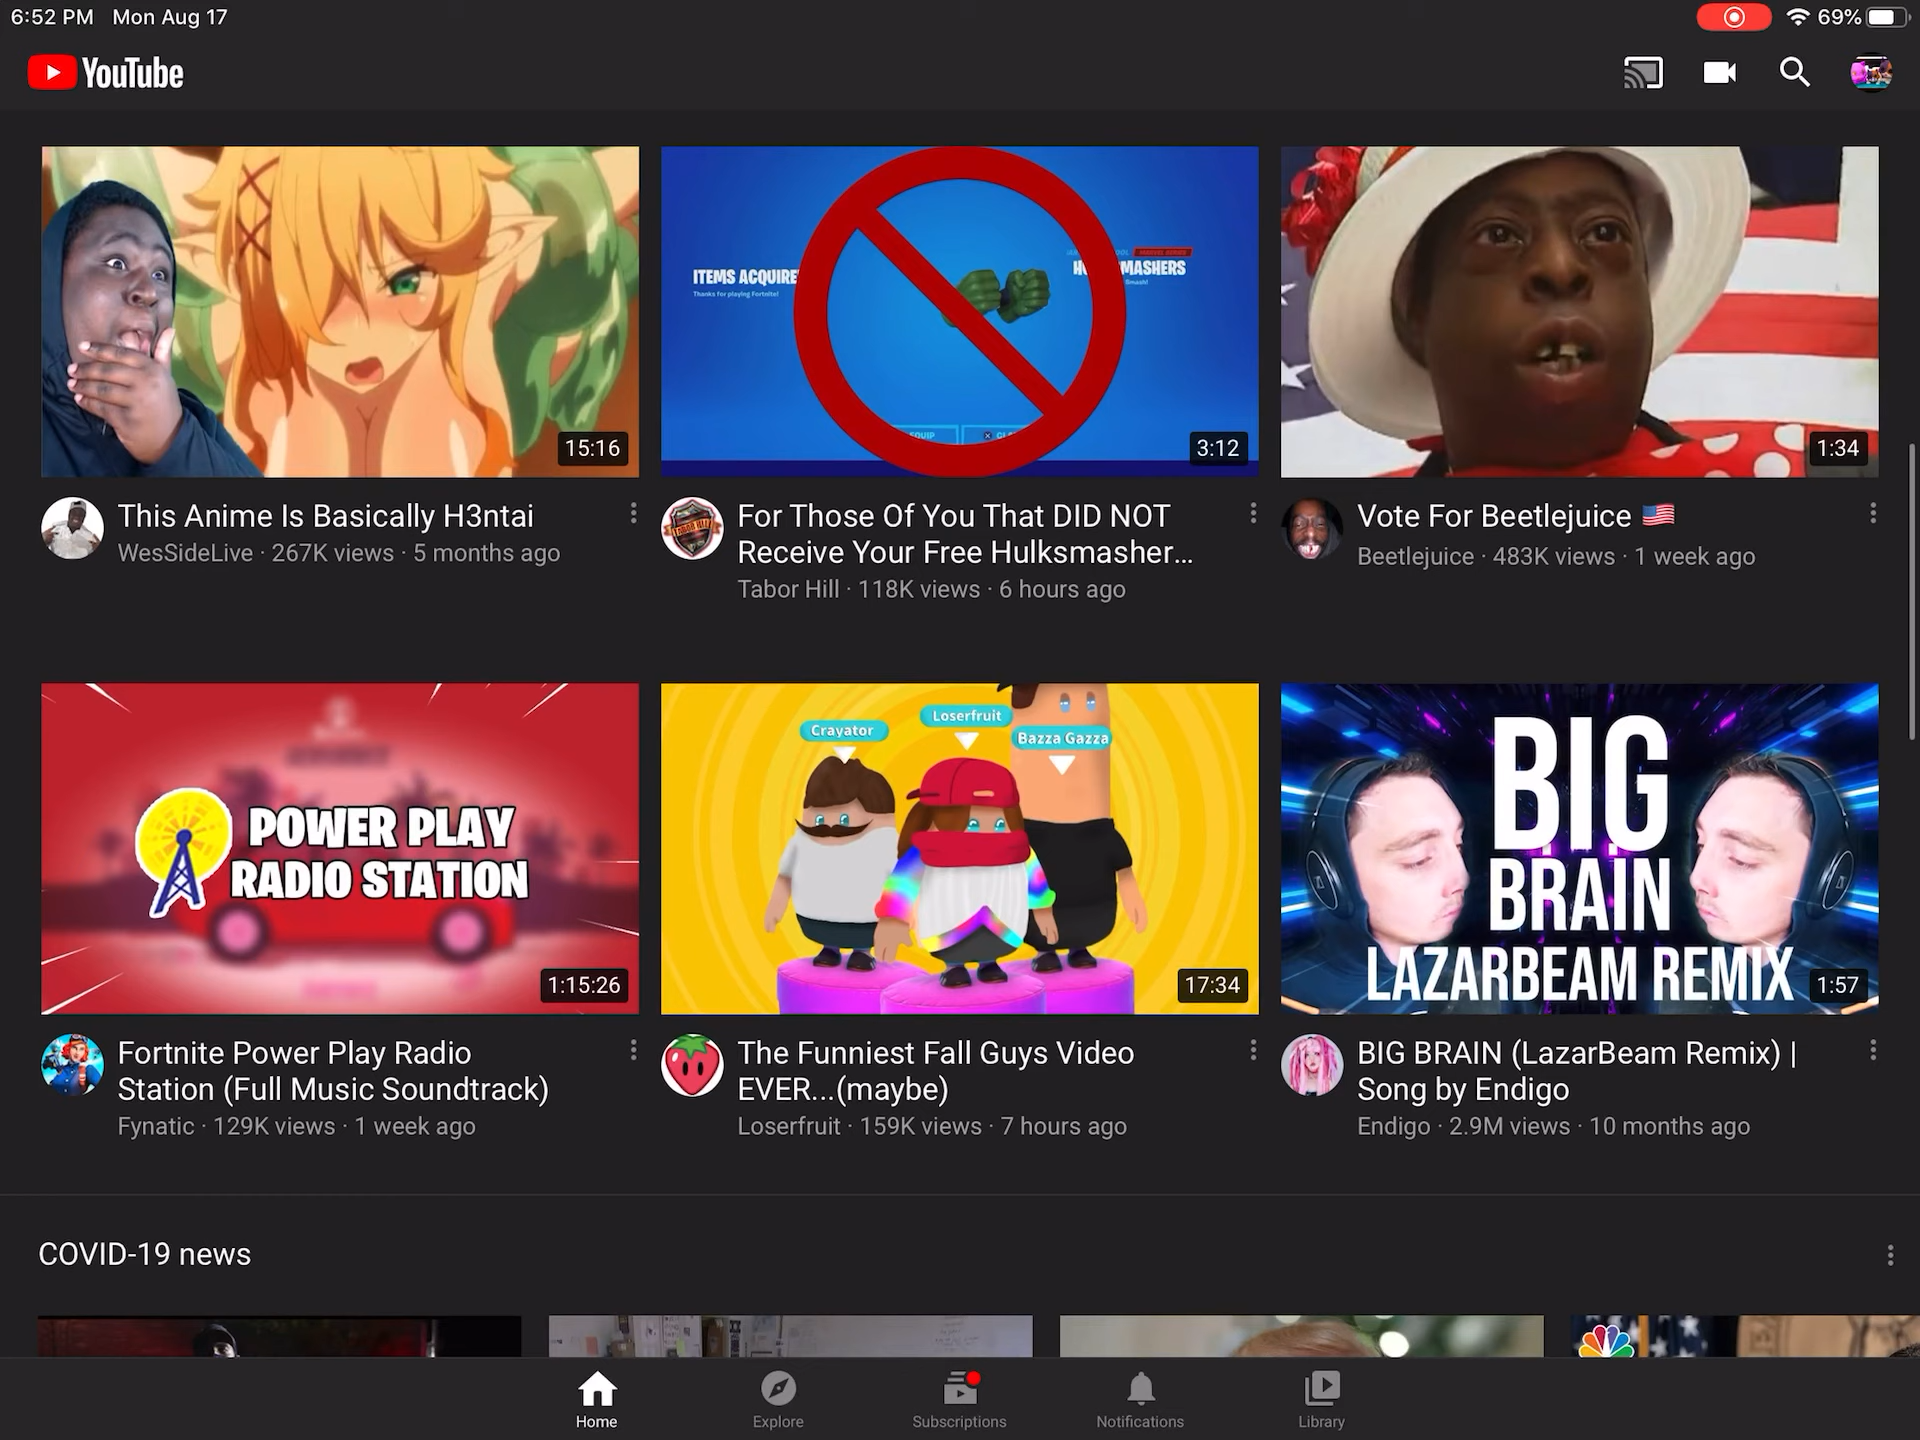 6:52 PM Mon Aug 17
69%
YouTube
ITEMS ACQUIRE
Thanks for playing Fortnite!
MASHERS
Smash!
EQUIP
15:16
3:12
1:34
This Anime Is Basically H3ntai
WesSideLive · 267K views · 5 months ago
For Those Of You That DID NOT
Receive Your Free Hulksmasher...
Tabor Hill · 118K views · 6 hours ago
Vote For Beetlejuice 🇺🇸
Beetlejuice · 483K views · 1 week ago
POWER PLAY
RADIO STATION
1:15:26
Crayator
Loserfruit
Bazza Gazza
17:34
BIG
BRAIN
LAZARBEAM REMIX
1:57
Fortnite Power Play Radio
Station (Full Music Soundtrack)
Fynatic · 129K views · 1 week ago
The Funniest Fall Guys Video
EVER...(maybe)
Loserfruit · 159K views · 7 hours ago
BIG BRAIN (LazarBeam Remix) |
Song by Endigo
Endigo · 2.9M views · 10 months ago
COVID-19 news
Home
Explore
Subscriptions
Notifications
Library